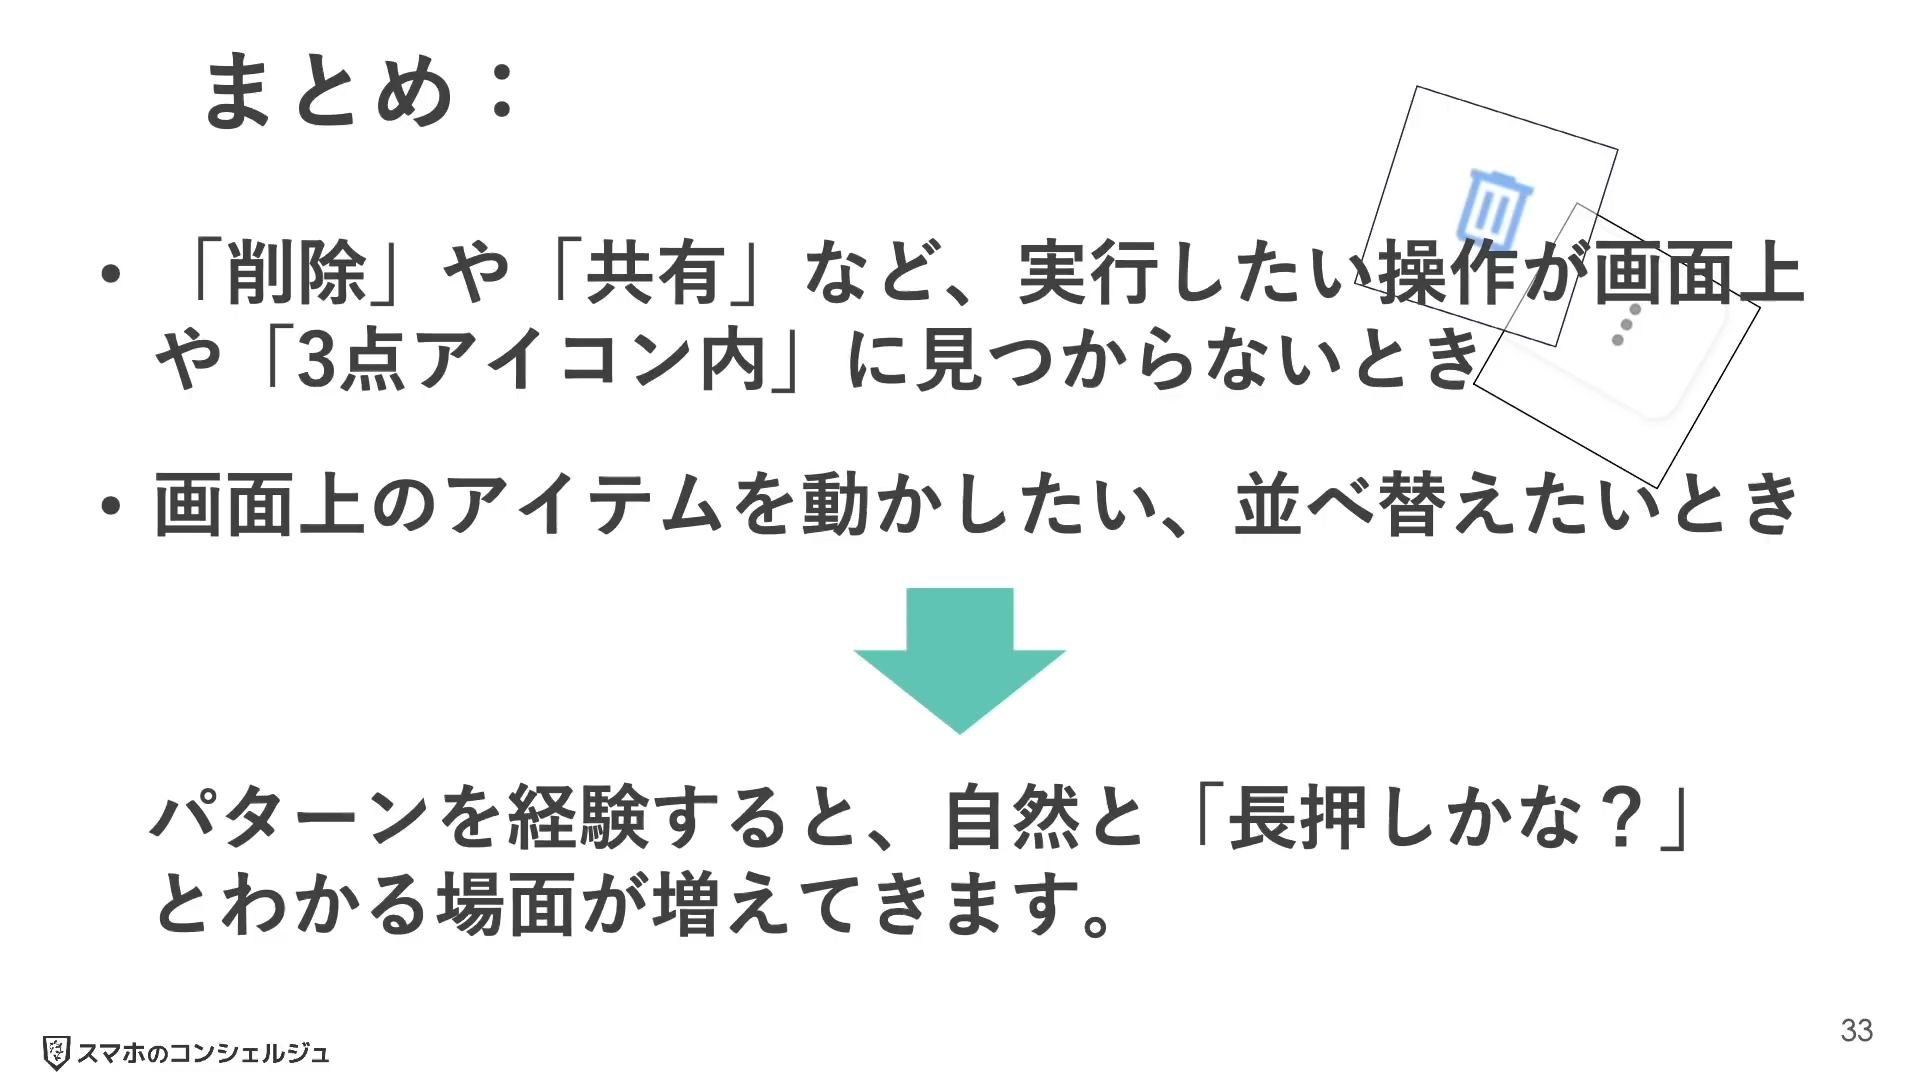 まとめ：
• 「削除」や「共有」など、実行したい操作が画面上
や「3点アイコン内」に見つからないとき
• 画面上のアイテムを動かしたい、並べ替えたいとき
パターンを経験すると、自然と「長押しかな？」
とわかる場面が増えてきます。
スマホのコンシェルジュ
33